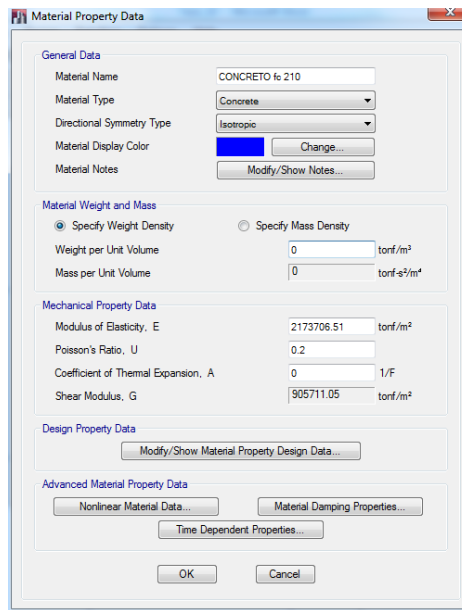 Material Property Data
General Data
Material Name CONCRETO fc 210
Material Type Concrete
Directional Symmetry Type Isotropic
Material Display Color Change...
Material Notes Modify/Show Notes...
Material Weight and Mass
Specify Weight Density Specify Mass Density
Weight per Unit Volume 0 tonf/m³
Mass per Unit Volume 0 tonf-s²/m⁴
Mechanical Property Data
Modulus of Elasticity, E 2173706.51 tonf/m²
Poisson's Ratio, U 0.2
Coefficient of Thermal Expansion, A 0 1/F
Shear Modulus, G 905711.05 tonf/m²
Design Property Data
Modify/Show Material Property Design Data...
Advanced Material Property Data
Nonlinear Material Data... Material Damping Properties...
Time Dependent Properties...
OK Cancel